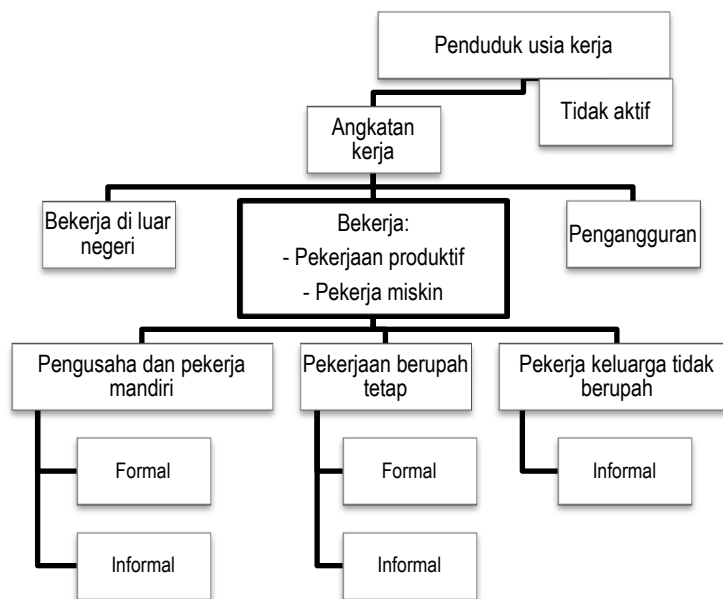 Penduduk usia kerja
Tidak aktif
Angkatan
kerja
Bekerja di luar
negeri
Bekerja:
- Pekerjaan produktif
- Pekerja miskin
Pengangguran
Pengusaha dan pekerja
mandiri
Pekerjaan berupah
tetap
Pekerja keluarga tidak
berupah
Formal
Formal
Informal
Informal
Informal